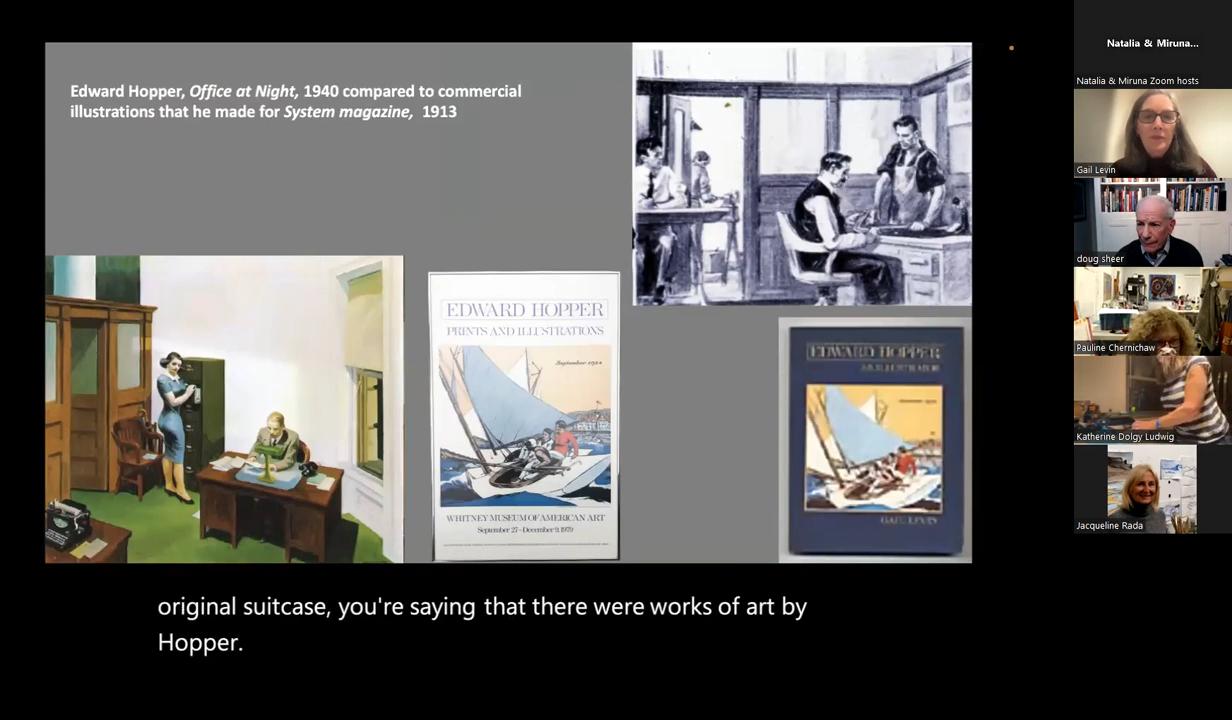 Edward Hopper, Office at Night, 1940 compared to commercial
illustrations that he made for System magazine, 1913
EDWARD HOPPER
PRINTS AND ILLUSTRATIONS
WHITNEY MUSEUM OF AMERICAN ART
September 27–December 9, 1979
EDWARD HOPPER
AS ILLUSTRATOR
GAIL LEVIN
original suitcase, you're saying that there were works of art by
Hopper.
Natalia & Miruna...
Natalia & Miruna Zoom hosts
Gail Levin
doug sheer
Pauline Chernichaw
Katherine Dolgy Ludwig
Jacqueline Rada